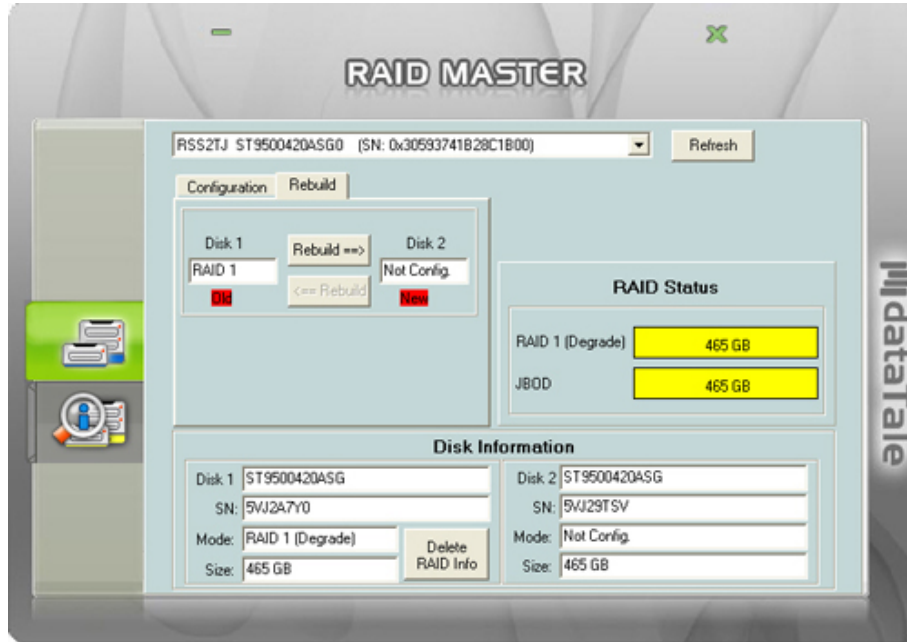 RAID MASTER
RSS2TJ ST9500420ASG0 (SN: 0x30593741B28C1B00)
Refresh
Configuration
Rebuild
Disk 1
Rebuild ==>
Disk 2
RAID 1
Not Config.
<== Rebuild
Old
New
RAID Status
RAID 1 (Degrade)
465 GB
JBOD
465 GB
dataTale
Disk Information
Disk 1
ST9500420ASG
SN:
5VJ2A7Y0
Mode:
RAID 1 (Degrade)
Size:
465 GB
Delete
RAID Info
Disk 2
ST9500420ASG
SN:
5VJ29TSV
Mode:
Not Config.
Size:
465 GB